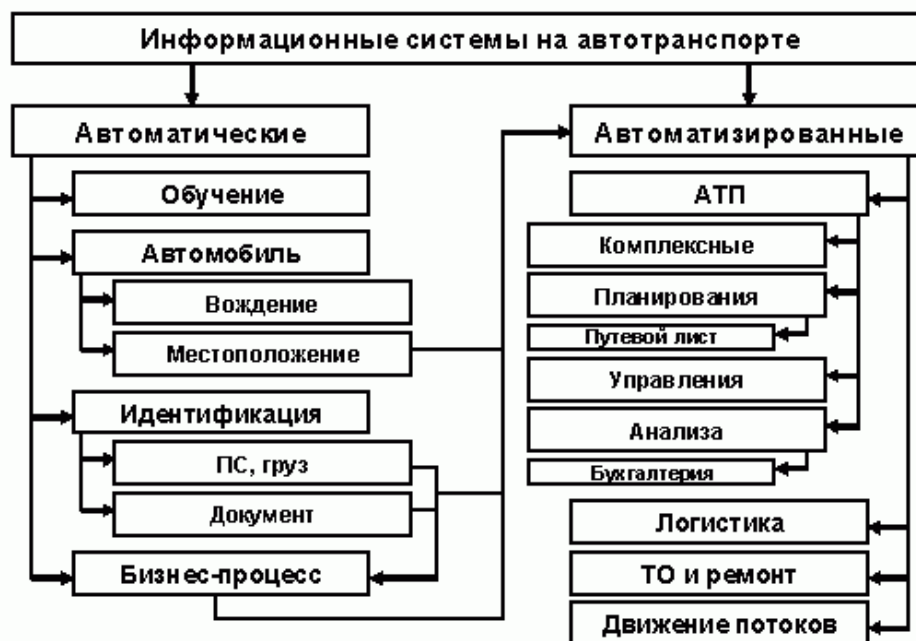 Информационные системы на автотранспорте
Автоматические
Обучение
Автомобиль
Вождение
Местоположение
Идентификация
ПС, груз
Документ
Бизнес-процесс
Автоматизированные
АТП
Комплексные
Планирования
Путевой лист
Управления
Анализа
Бухгалтерия
Логистика
ТО и ремонт
Движение потоков